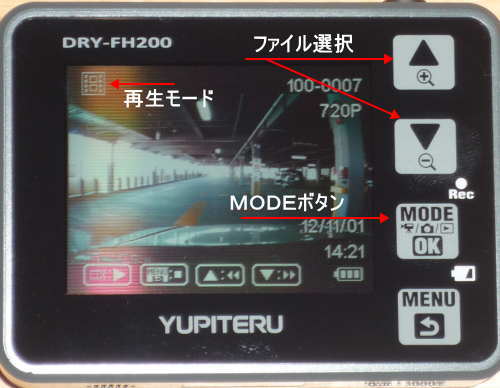 DRY-FH200
ファイル選択
再生モード
100-0007
720P
Rec
MODEボタン
MODE
OK
12/11/01
14:21
MENU
YUPITERU